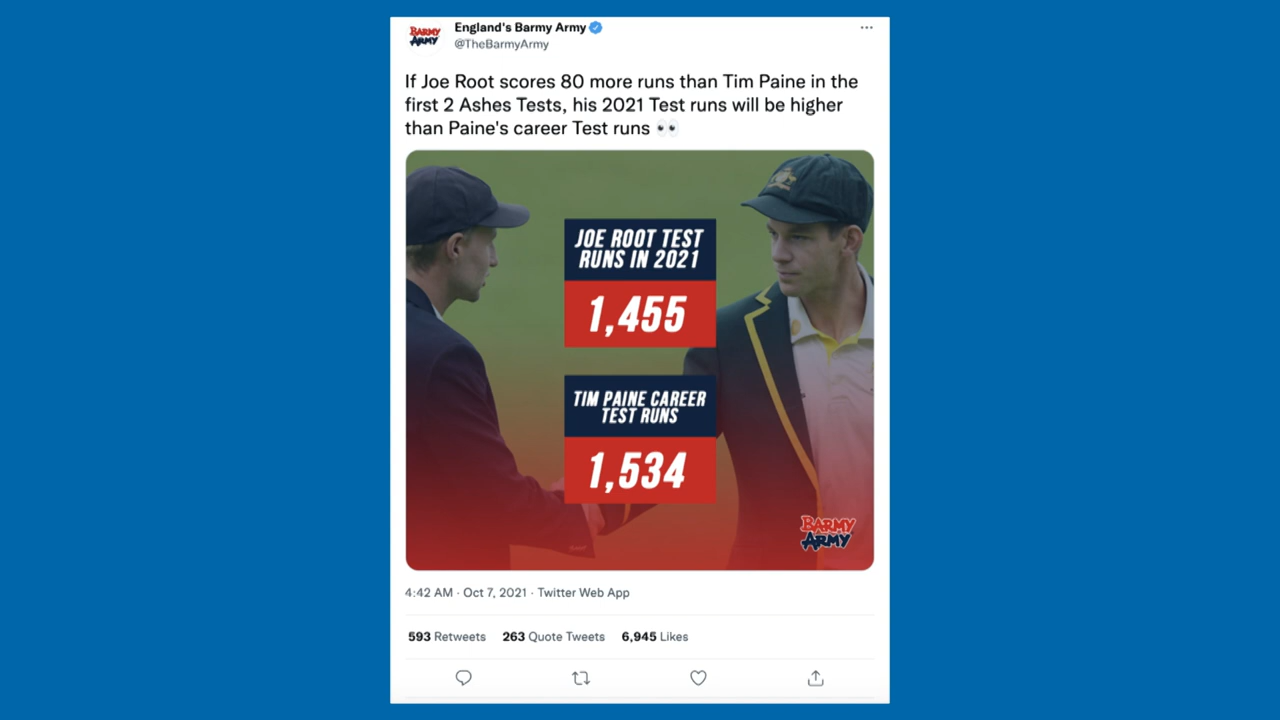 BARMY
ARMY
England's Barmy Army
@TheBarmyArmy
If Joe Root scores 80 more runs than Tim Paine in the
first 2 Ashes Tests, his 2021 Test runs will be higher
than Paine's career Test runs 👀
JOE ROOT TEST
RUNS IN 2021
1,455
TIM PAINE CAREER
TEST RUNS
1,534
BARMY
ARMY
4:42 AM · Oct 7, 2021 · Twitter Web App
593 Retweets 263 Quote Tweets 6,945 Likes